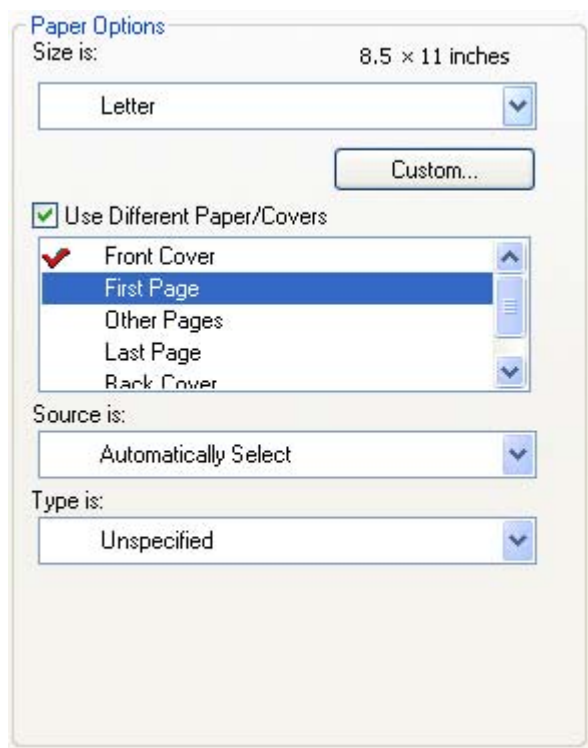 Paper Options
Size is: 8.5 × 11 inches
Letter
Custom...
Use Different Paper/Covers
Front Cover
First Page
Other Pages
Last Page
Back Cover
Source is:
Automatically Select
Type is:
Unspecified